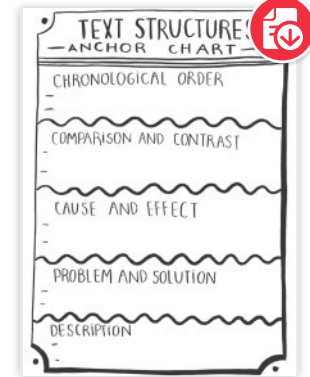 TEXT STRUCTURES
ANCHOR CHART
CHRONOLOGICAL ORDER
COMPARISON AND CONTRAST
CAUSE AND EFFECT
PROBLEM AND SOLUTION
DESCRIPTION